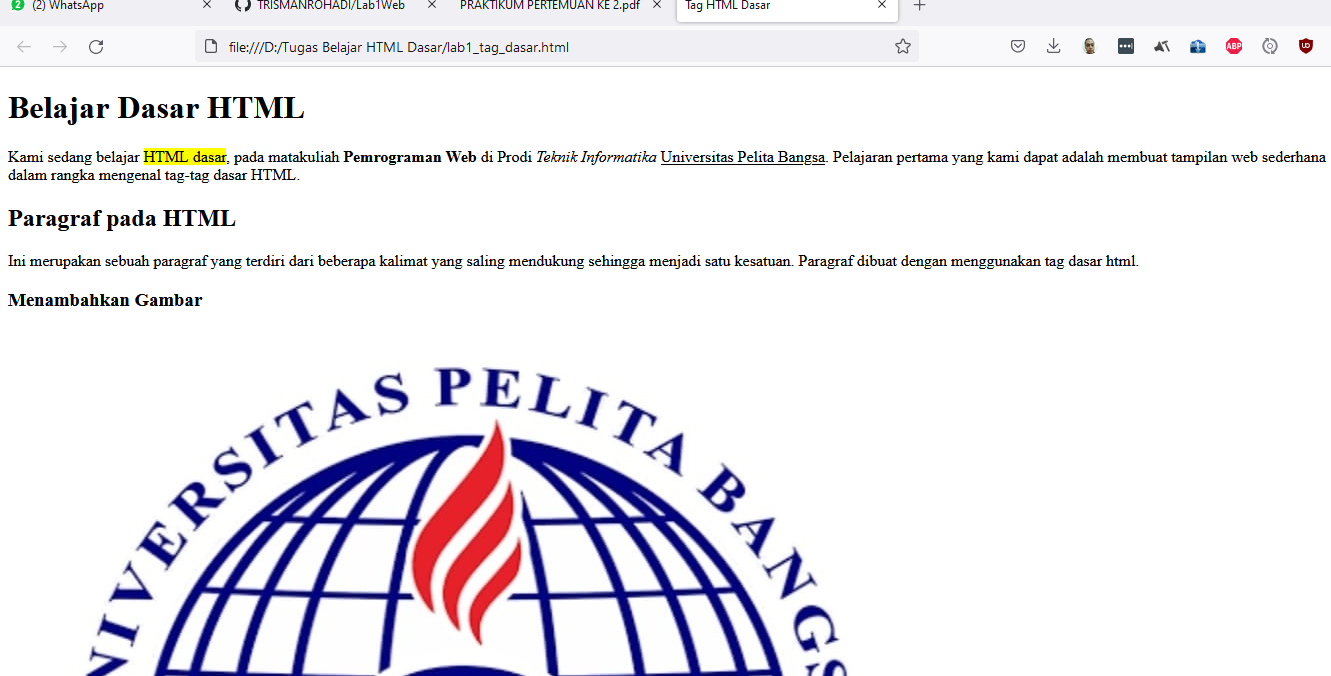 2 (2) WhatsApp
TRISMANROHADI/Lab1Web
PRAKTIKUM PERTEMUAN KE 2.pdf
Tag HTML Dasar
file:///D:/Tugas Belajar HTML Dasar/lab1_tag_dasar.html
ABP
Belajar Dasar HTML
Kami sedang belajar HTML dasar, pada matakuliah Pemrograman Web di Prodi Teknik Informatika Universitas Pelita Bangsa. Pelajaran pertama yang kami dapat adalah membuat tampilan web sederhana
dalam rangka mengenal tag-tag dasar HTML.
Paragraf pada HTML
Ini merupakan sebuah paragraf yang terdiri dari beberapa kalimat yang saling mendukung sehingga menjadi satu kesatuan. Paragraf dibuat dengan menggunakan tag dasar html.
Menambahkan Gambar
NIVERSITAS PELITA BANGS